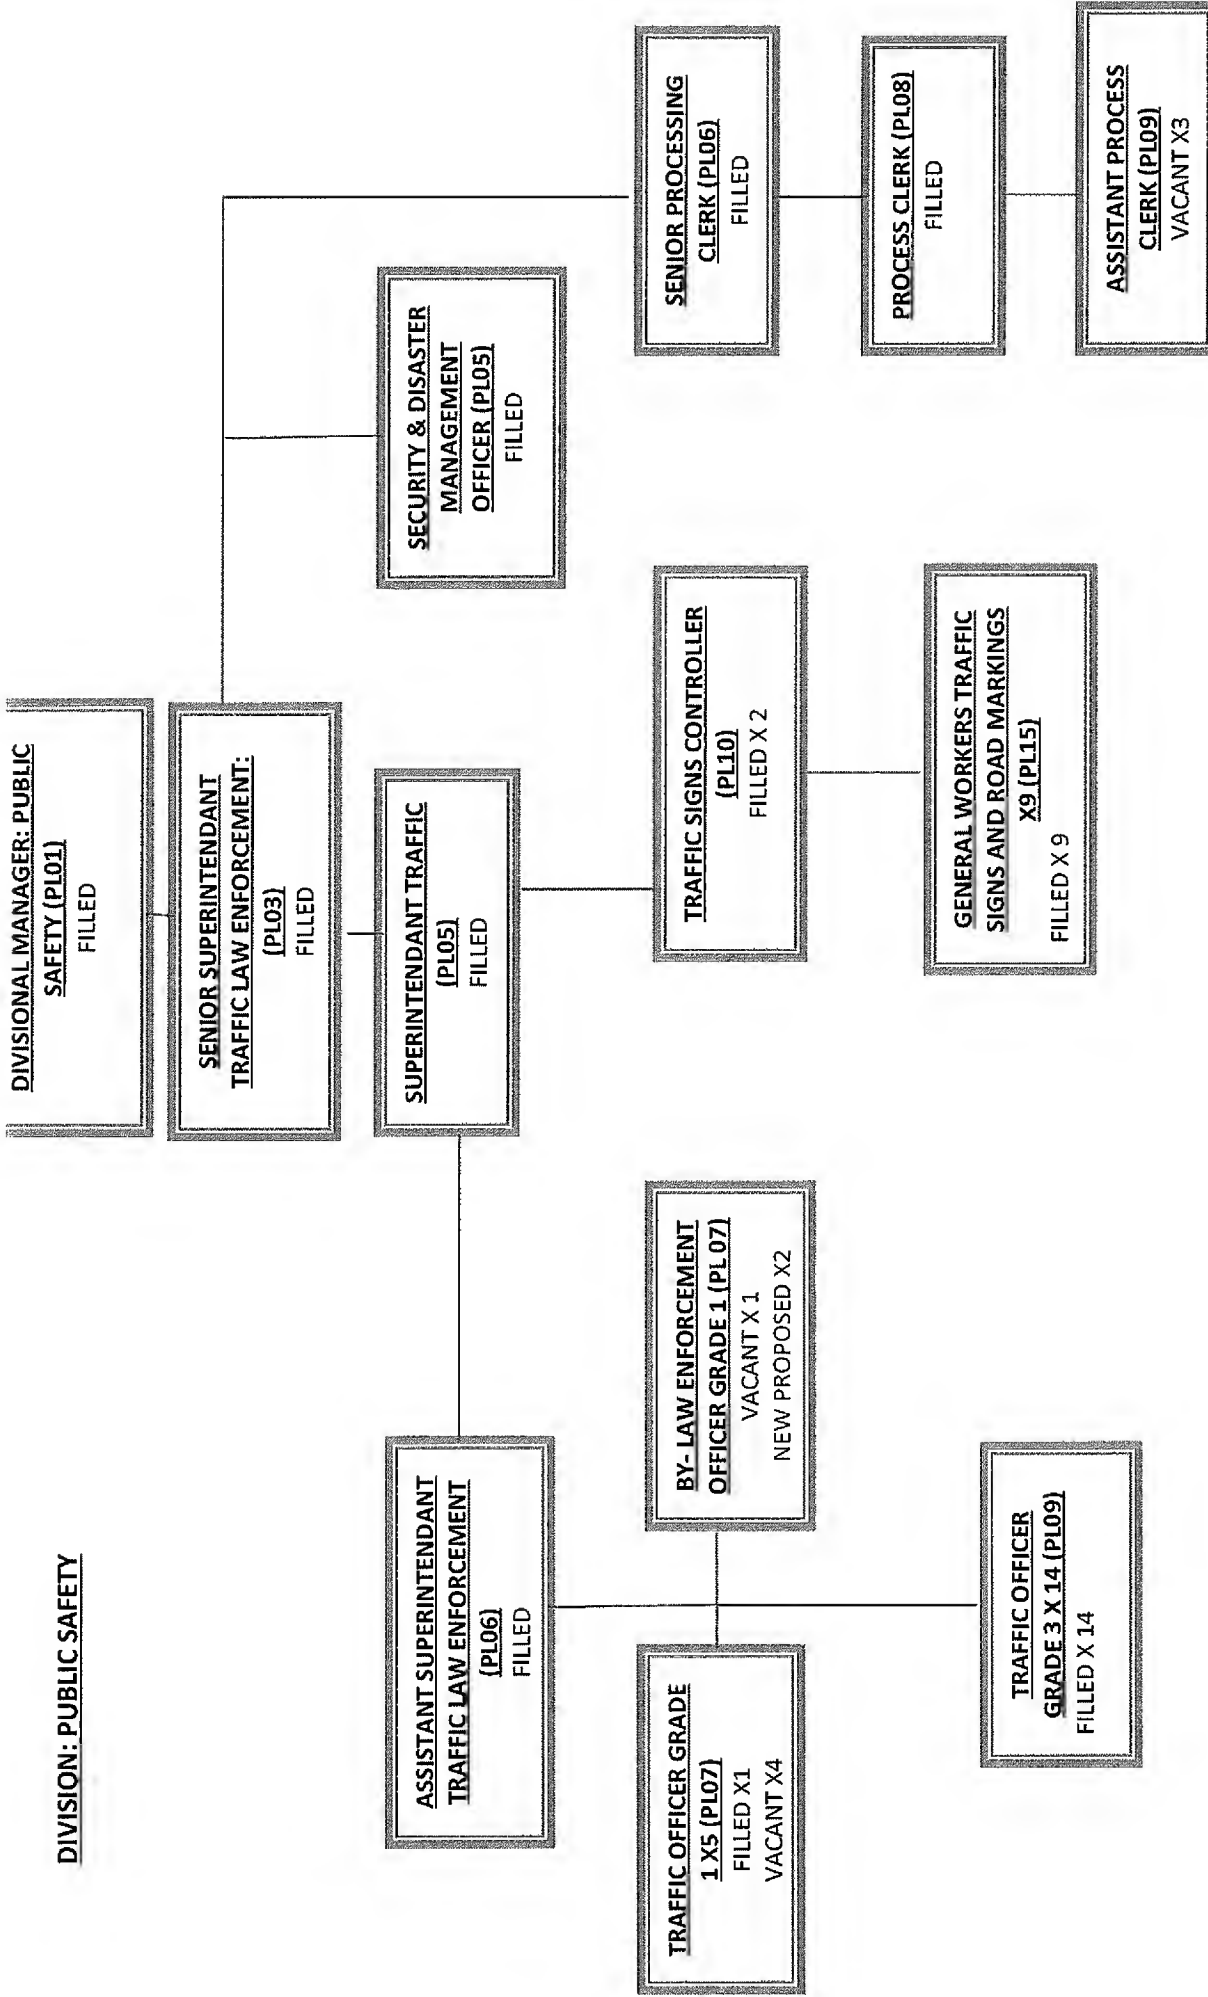 DIVISION: PUBLIC SAFETY
DIVISIONAL MANAGER: PUBLIC
SAFETY (PL01)
FILLED
SENIOR SUPERINTENDANT
TRAFFIC LAW ENFORCEMENT:
(PL03)
FILLED
SUPERINTENDANT TRAFFIC
(PL05)
FILLED
SECURITY & DISASTER
MANAGEMENT
OFFICER (PL05)
FILLED
ASSISTANT SUPERINTENDANT
TRAFFIC LAW ENFORCEMENT
(PL06)
FILLED
TRAFFIC OFFICER GRADE
1 X5 (PL07)
FILLED X1
VACANT X4
BY- LAW ENFORCEMENT
OFFICER GRADE 1 (PL07)
VACANT X 1
NEW PROPOSED X2
TRAFFIC SIGNS CONTROLLER
(PL10)
FILLED X 2
SENIOR PROCESSING
CLERK (PL06)
FILLED
PROCESS CLERK (PL08)
FILLED
GENERAL WORKERS TRAFFIC
SIGNS AND ROAD MARKINGS
X9 (PL15)
FILLED X 9
TRAFFIC OFFICER
GRADE 3 X 14 (PL09)
FILLED X 14
ASSISTANT PROCESS
CLERK (PL09)
VACANT X3